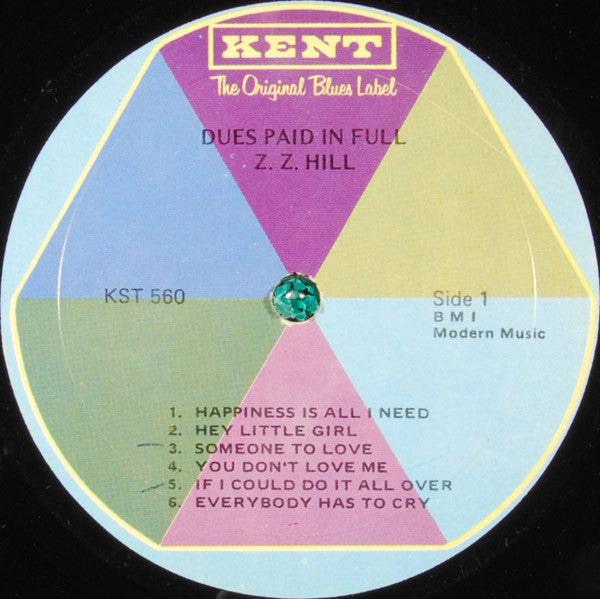 KENT
The Original Blues Label
DUES PAID IN FULL
Z. Z. HILL
KST 560
Side 1
B M I
Modern Music
1. HAPPINESS IS ALL I NEED
2. HEY LITTLE GIRL
3. SOMEONE TO LOVE
4. YOU DON'T LOVE ME
5. IF I COULD DO IT ALL OVER
6. EVERYBODY HAS TO CRY